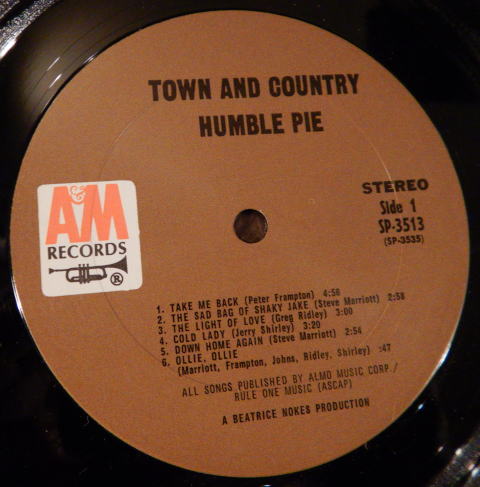 TOWN AND COUNTRY
HUMBLE PIE
A&M
RECORDS
®
STEREO
Side 1
SP-3513
(SP-3535)
1. TAKE ME BACK (Peter Frampton) 4:56
2. THE SAD BAG OF SHAKY JAKE (Steve Marriott) 2:58
3. THE LIGHT OF LOVE (Greg Ridley) 3:00
4. COLD LADY (Jerry Shirley) 3:20
5. DOWN HOME AGAIN (Steve Marriott) 2:54
6. OLLIE, OLLIE
(Marriott, Frampton, Johns, Ridley, Shirley) :47
ALL SONGS PUBLISHED BY ALMO MUSIC CORP./
RULE ONE MUSIC (ASCAP)
A BEATRICE NOKES PRODUCTION